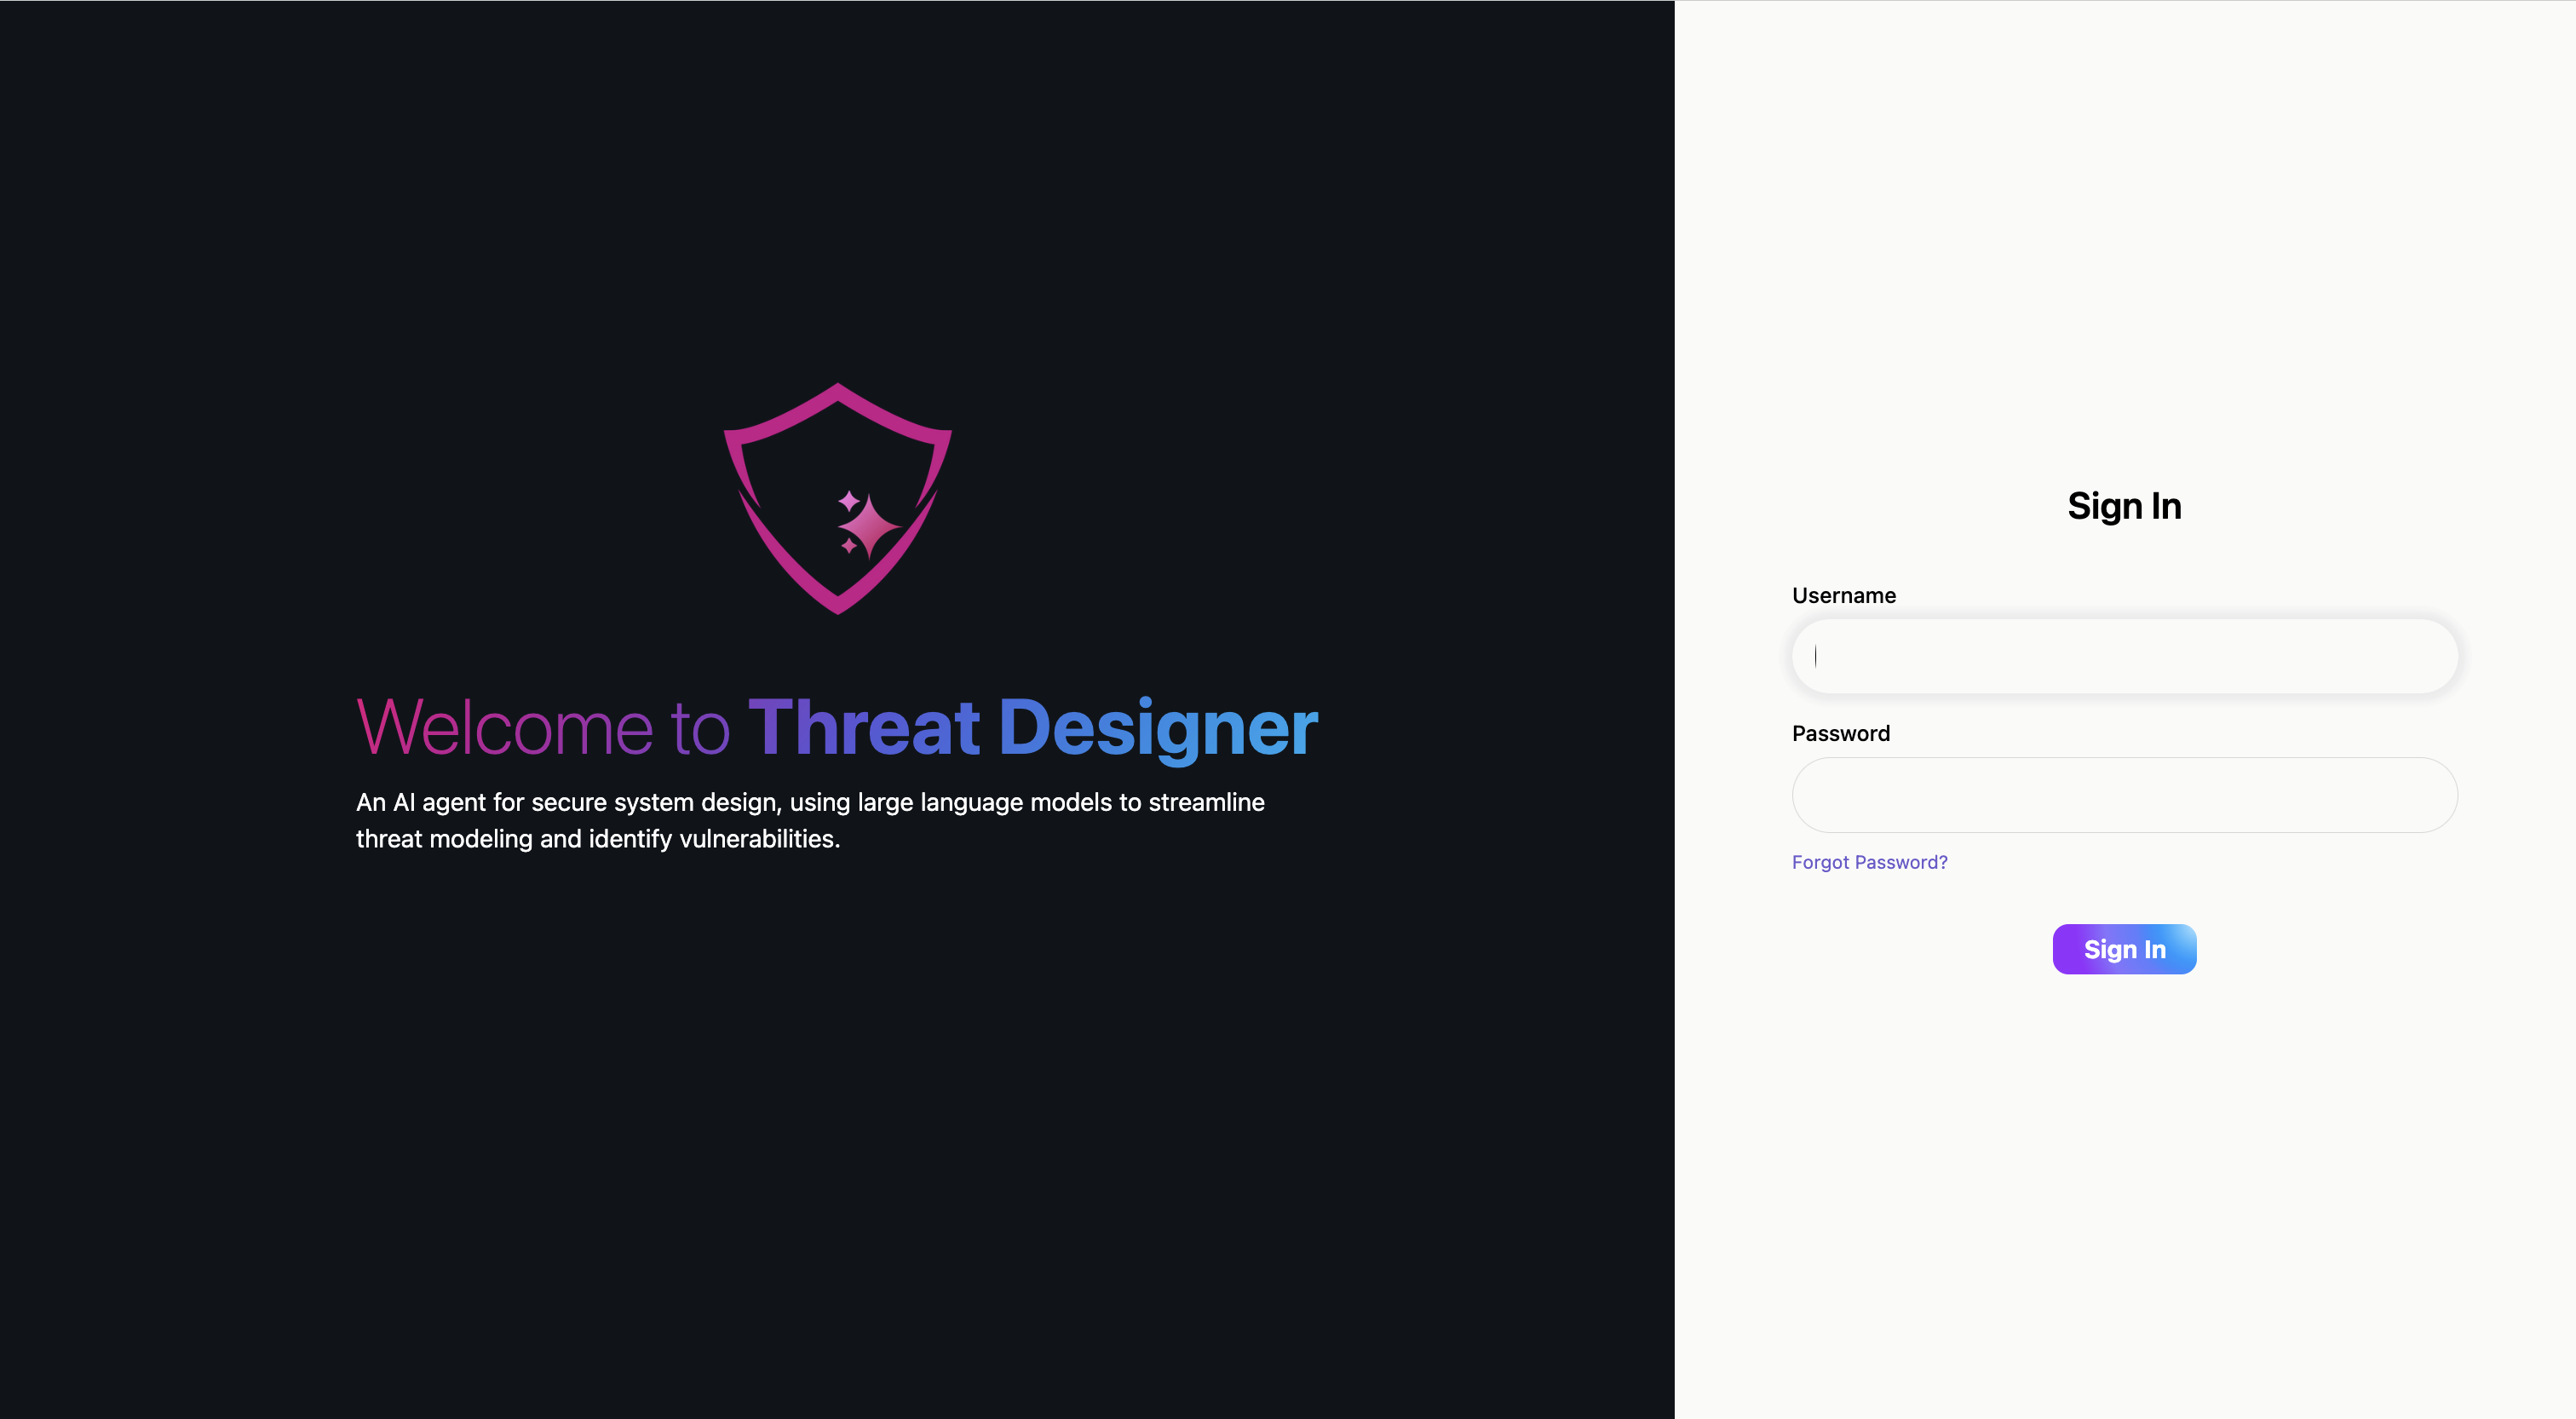 Welcome to Threat Designer
An AI agent for secure system design, using large language models to streamline
threat modeling and identify vulnerabilities.
Sign In
Username
Password
Forgot Password?
Sign In